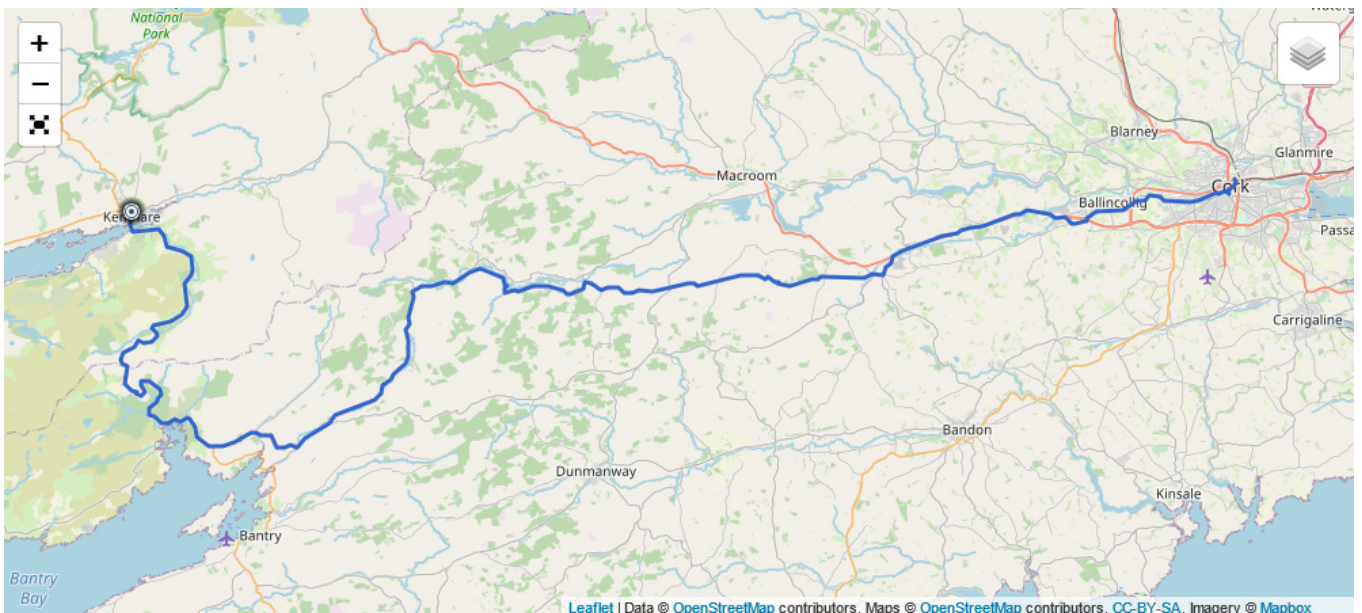 National
Park
+
−
Blarney
Glanmire
Macroom
Cork
Ballincollig
Kenmare
Passa
Carrigaline
Bandon
Dunmanway
Kinsale
Bantry
Bantry
Bay
Leaflet | Data © OpenStreetMap contributors, Maps © OpenStreetMap contributors, CC-BY-SA, Imagery © Mapbox